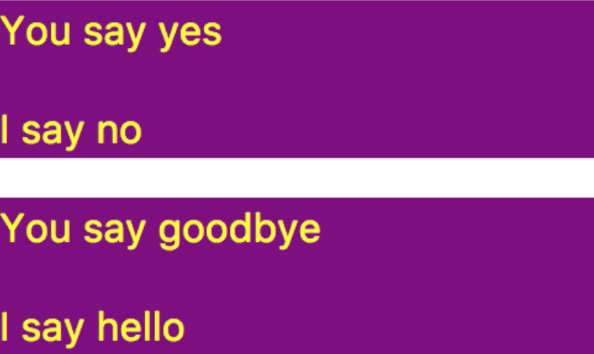 You say yes
I say no
You say goodbye
I say hello